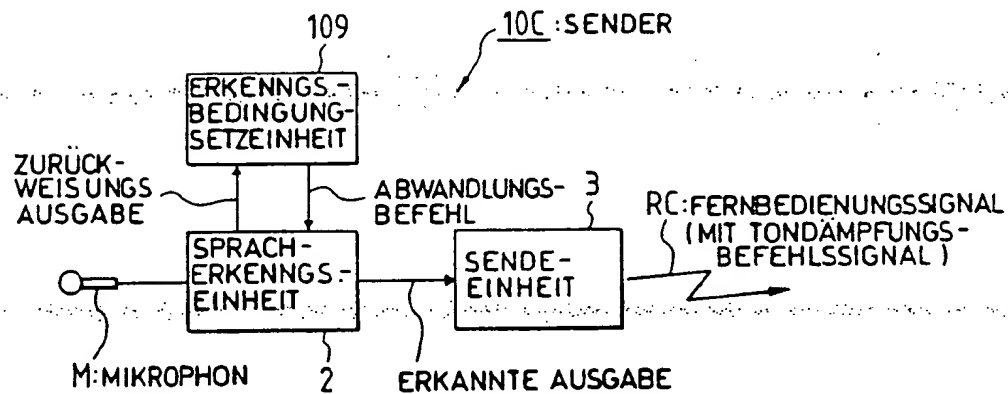 109
10C : SENDER
ERKENNGS.-
BEDINGUNG-
SETZEINHEIT
ZURÜCK-
WEISUNGS
AUSGABE
ABWANDLUNGS-
BEFEHL
3
RC:FERNBEDIENUNGSSIGNAL
(MIT TONDÄMPFUNGS-
BEFEHLSSIGNAL)
SPRACH-
ERKENNGS.-
EINHEIT
SENDE-
EINHEIT
M:MIKROPHON
2
ERKANNTE AUSGABE